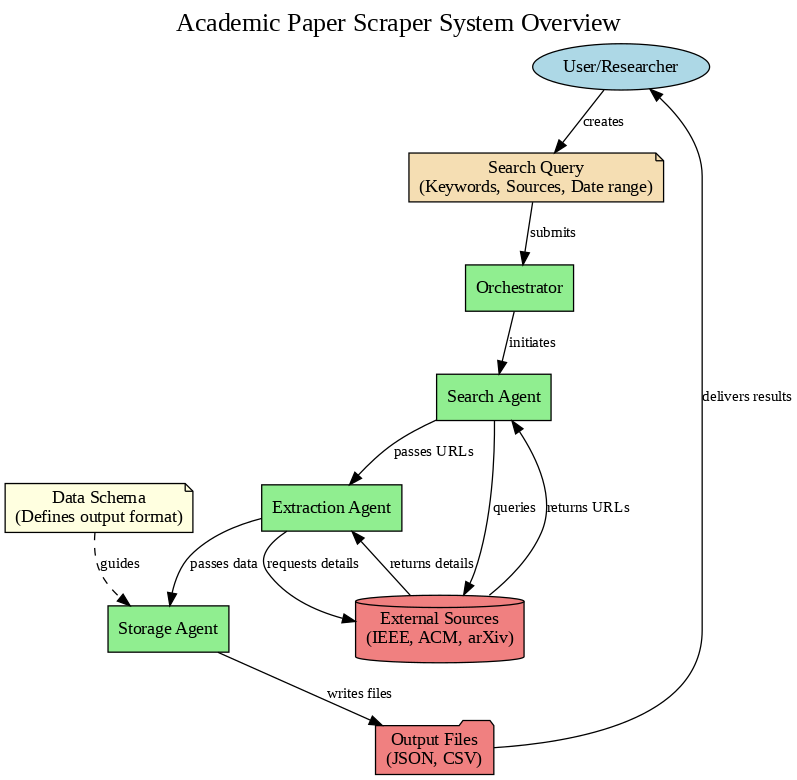 Academic Paper Scraper System Overview
User/Researcher
creates
Search Query
(Keywords, Sources, Date range)
submits
Orchestrator
initiates
Search Agent
delivers results
passes URLs
Data Schema
(Defines output format)
Extraction Agent
queries
returns URLs
guides
passes data
requests details
returns details
Storage Agent
External Sources
(IEEE, ACM, arXiv)
writes files
Output Files
(JSON, CSV)